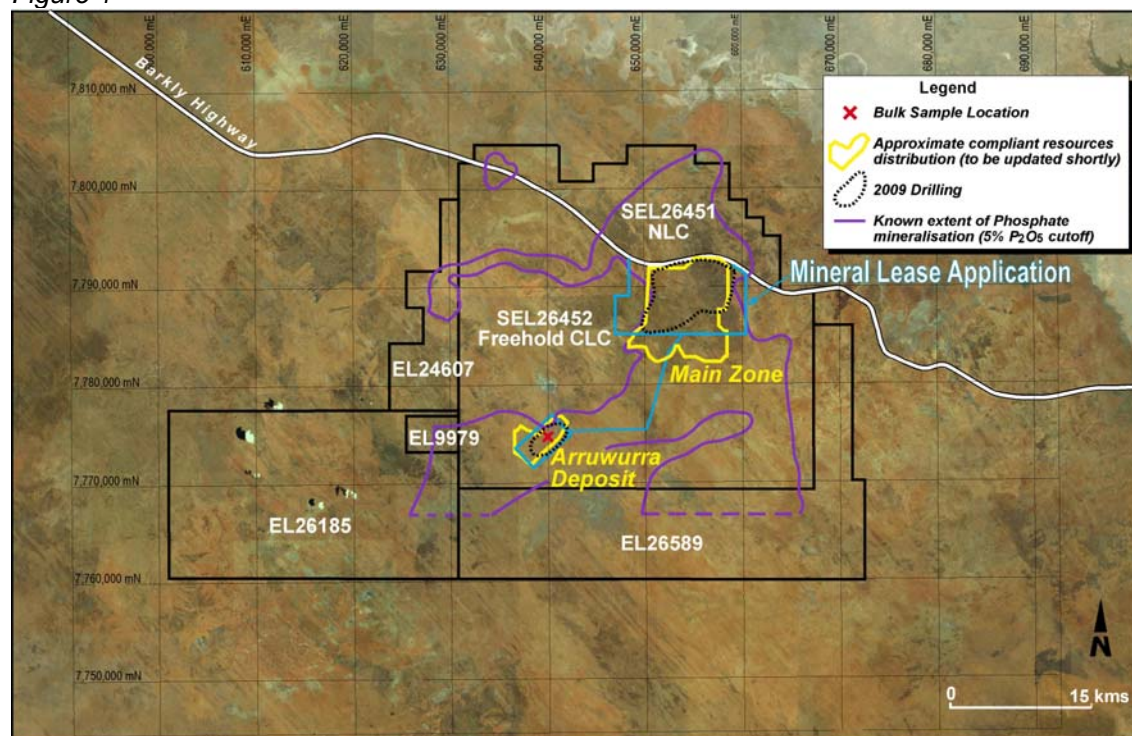 Figure
600,000 mE
610,000 mE
620,000 mE
630,000 mE
640,000 mE
650,000 mE
660,000 mE
670,000 mE
680,000 mE
690,000 mE
Barkly Highway
7,810,000 mN
7,800,000 mN
7,790,000 mN
7,780,000 mN
7,770,000 mN
7,760,000 mN
7,750,000 mN
Legend
Bulk Sample Location
Approximate compliant resources
distribution (to be updated shortly)
2009 Drilling
Known extent of Phosphate
mineralisation (5% P₂O₅ cutoff)
SEL26451
NLC
Mineral Lease Application
SEL26452
Freehold CLC
EL24607
Main Zone
EL9979
Arruwurra
Deposit
EL26185
EL26589
N
0 15 kms